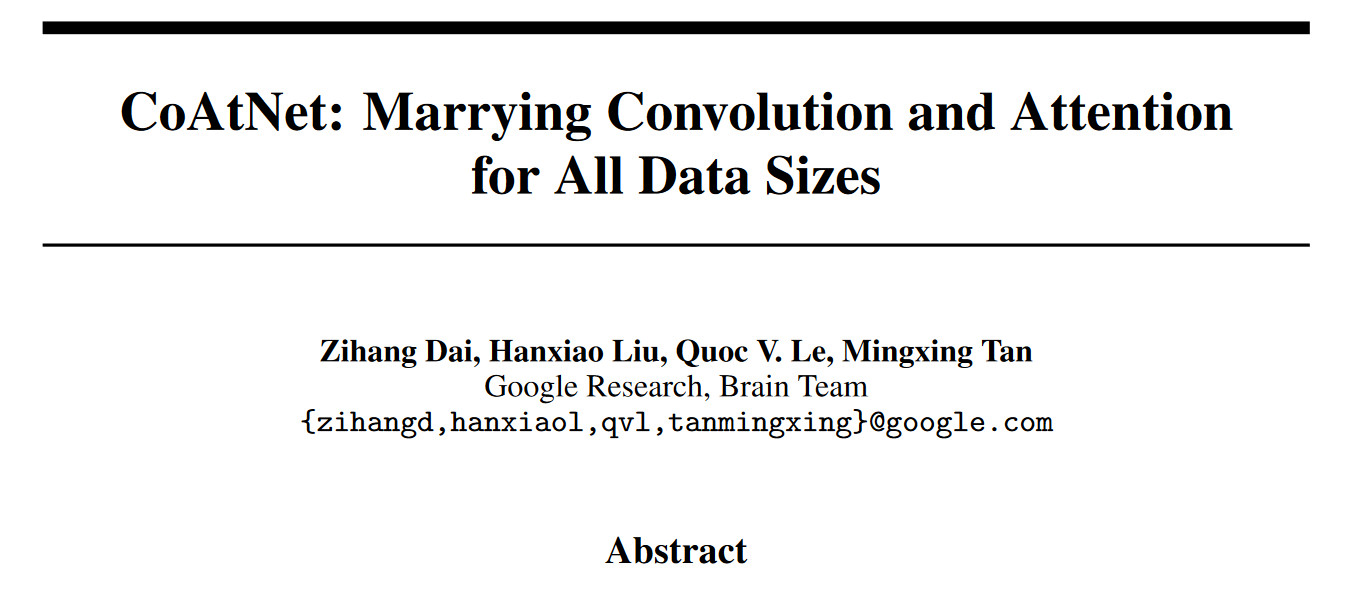 CoAtNet: Marrying Convolution and Attention
for All Data Sizes
Zihang Dai, Hanxiao Liu, Quoc V. Le, Mingxing Tan
Google Research, Brain Team
{zihangd,hanxiaol,qvl,tanmingxing}@google.com
Abstract